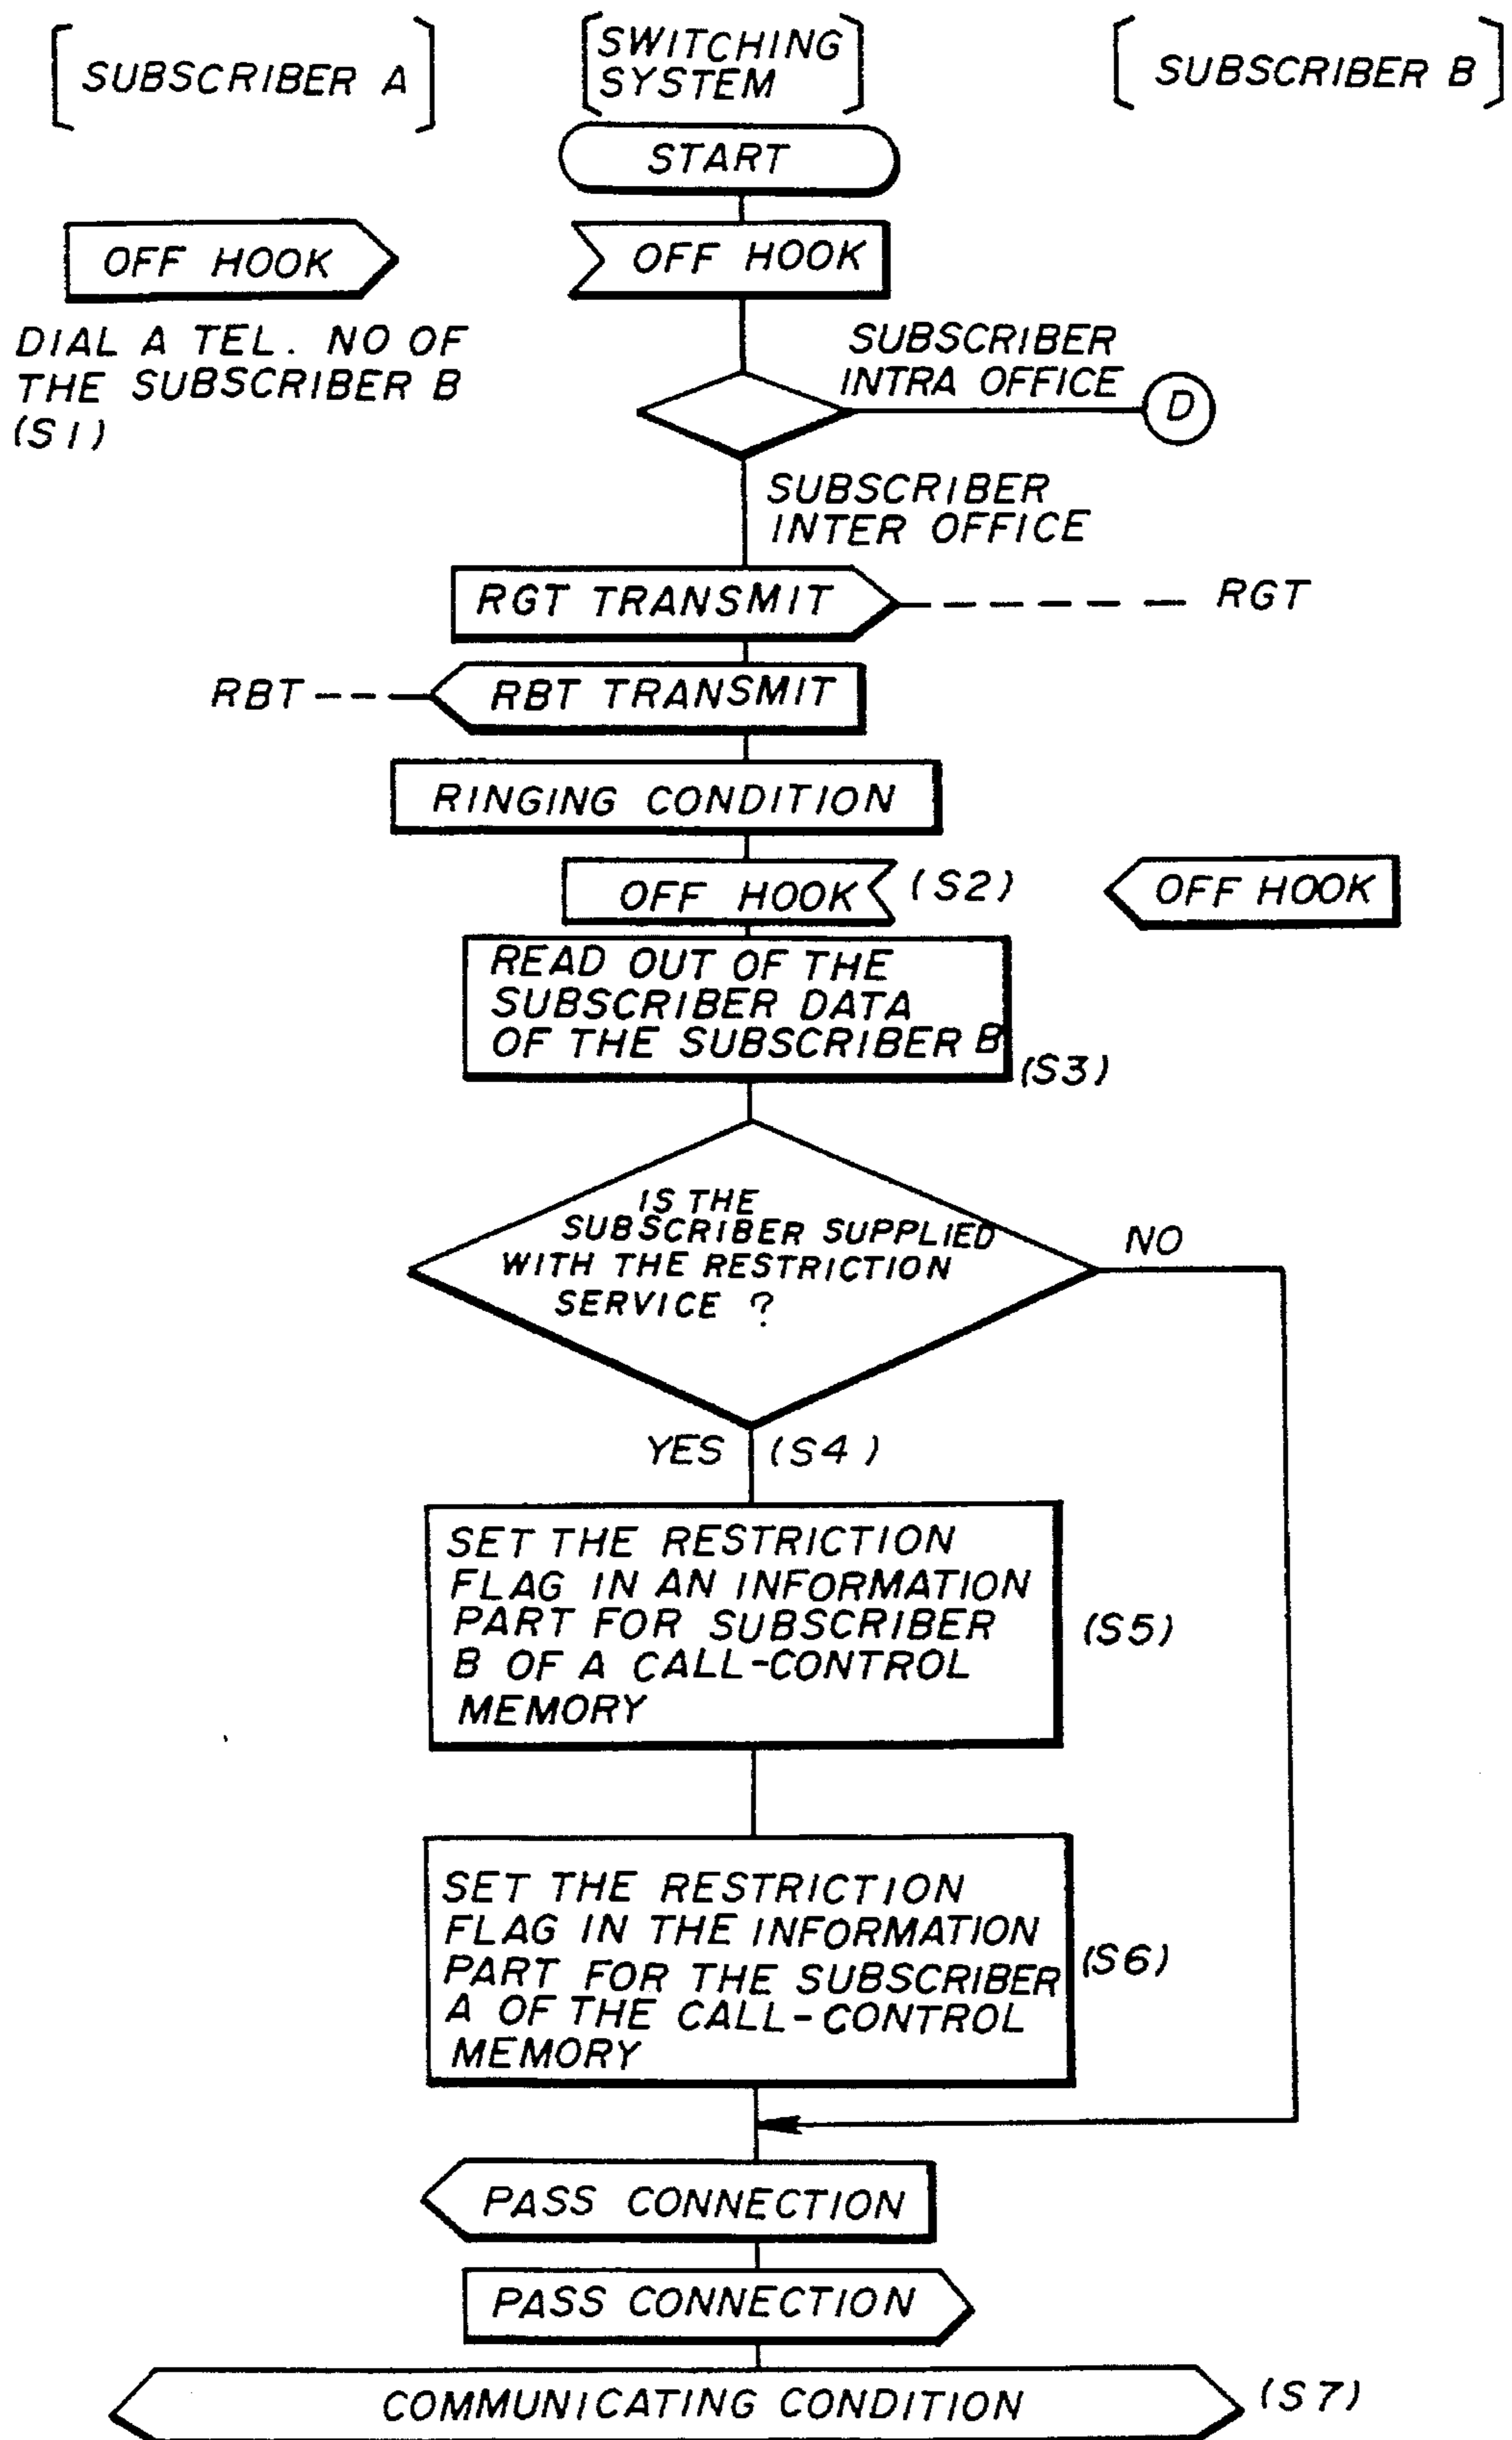 SUBSCRIBER A
SWITCHING
SYSTEM
SUBSCRIBER B
START
OFF HOOK
OFF HOOK
DIAL A TEL. NO OF
THE SUBSCRIBER B
(S1)
SUBSCRIBER
INTRA OFFICE
D
SUBSCRIBER
INTER OFFICE
RGT TRANSMIT
RGT
RBT
RBT TRANSMIT
RINGING CONDITION
OFF HOOK
(S2)
OFF HOOK
READ OUT OF THE
SUBSCRIBER DATA
OF THE SUBSCRIBER B
(S3)
IS THE
SUBSCRIBER SUPPLIED
WITH THE RESTRICTION
SERVICE ?
NO
YES
(S4)
SET THE RESTRICTION
FLAG IN AN INFORMATION
PART FOR SUBSCRIBER
B OF A CALL-CONTROL
MEMORY
(S5)
SET THE RESTRICTION
FLAG IN THE INFORMATION
PART FOR THE SUBSCRIBER
A OF THE CALL-CONTROL
MEMORY
(S6)
PASS CONNECTION
PASS CONNECTION
COMMUNICATING CONDITION
(S7)